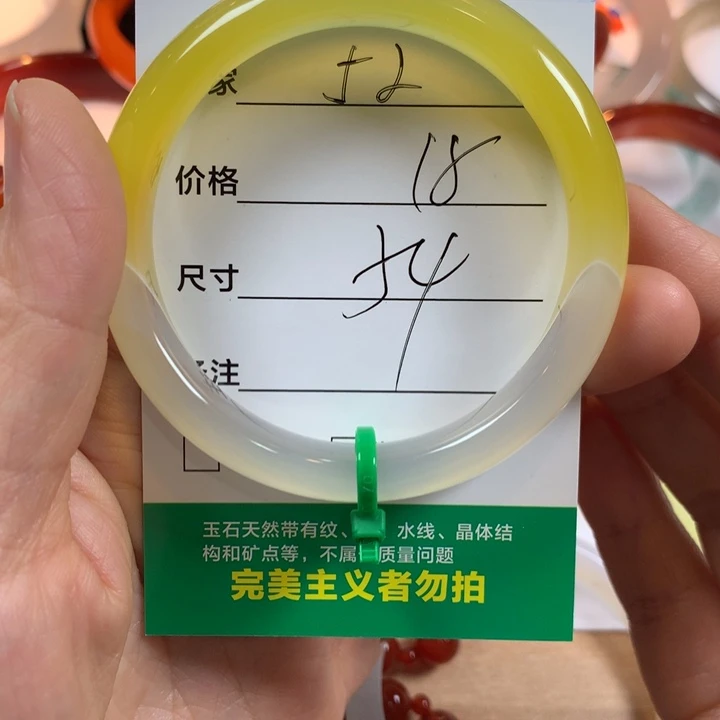 家 52
价格 18
尺寸 54
注
玉石天然带有纹、 水线、晶体结
构和矿点等，不属 质量问题
完美主义者勿拍